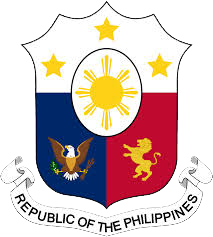 REPUBLIC OF THE PHILIPPINES